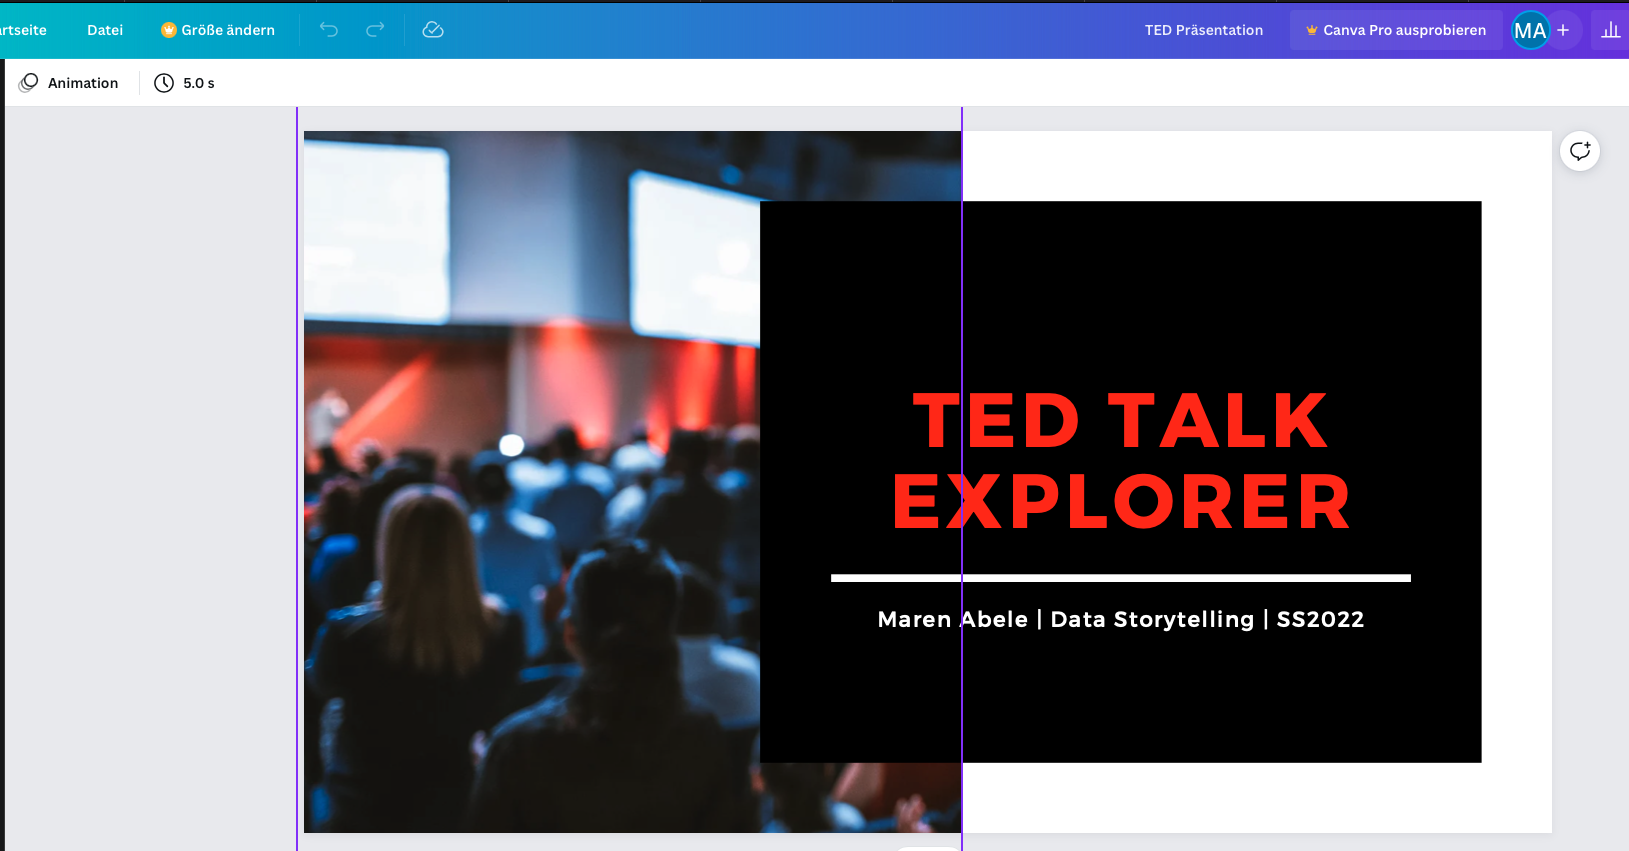 Datei
Größe ändern
TED Präsentation
Canva Pro ausprobieren
MA
Animation
5.0 s
TED TALK
EXPLORER
Maren Abele | Data Storytelling | SS2022